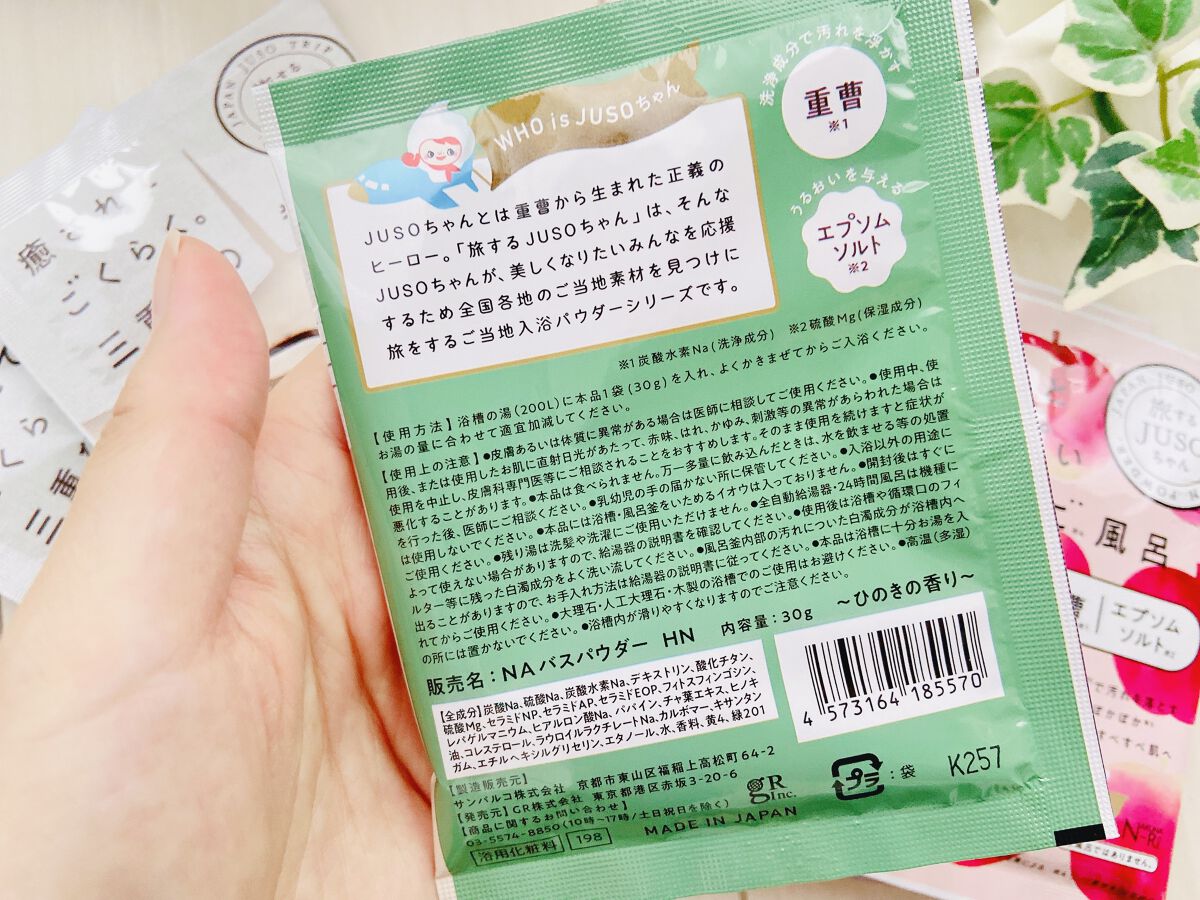 WHO is JUSOちゃん
JUSOちゃんとは重曹から生まれた正義の
ヒーロー。「旅するJUSOちゃん」は、そんな
JUSOちゃんが、美しくなりたいみんなを応援
するため全国各地のご当地素材を見つけに
旅をするご当地入浴パウダーシリーズです。
洗浄成分で汚れを浮かす
重曹
※1
うるおいを与える
エプソム
ソルト
※2
※1炭酸水素Na(洗浄成分) ※2硫酸Mg(保湿成分)
【使用方法】浴槽の湯(200L)に本品1袋(30g)を入れ、よくかきまぜてからご入浴ください。
お湯の量に合わせて適宜加減してください。
【使用上の注意】●皮膚あるいは体質に異常がある場合は医師に相談してご使用ください。●使用中、使
用後、または使用したお肌に直射日光があたって、赤味、はれ、かゆみ、刺激等の異常があらわれた場合は
使用を中止し、皮膚科専門医等にご相談されることをおすすめします。そのまま使用を続けますと症状が
悪化することがあります。●本品は食べられません。万一多量に飲み込んだときは、水を飲ませる等の処置
を行った後、医師にご相談ください。●乳幼児の手の届かない所に保管してください。●入浴以外の用途に
は使用しないでください。●本品には浴槽・風呂釜をいためるイオウは入っておりません。●開封後はすぐに
ご使用ください。●残り湯は洗髪や洗濯にご使用いただけません。●全自動給湯器・24時間風呂は機種に
よって使えない場合がありますので、給湯器の説明書を確認してください。●使用後は浴槽や循環口のフィ
ルター等に残った白濁成分をよく洗い流してください。●風呂釜内部の汚れについた白濁成分が浴槽内へ
出ることがありますので、お手入れ方法は給湯器の説明書に従ってください。●本品は浴槽に十分お湯を入
れてからご使用ください。●大理石・人工大理石・木製の浴槽でのご使用はお避けください。●高温(多湿)
の所には置かないでください。●浴槽内が滑りやすくなりますのでご注意ください。
販売名：NAバスパウダー HN 内容量：30g ～ひのきの香り～
【全成分】炭酸Na、硫酸Na、炭酸水素Na、デキストリン、酸化チタン、
硫酸Mg、セラミドNP、セラミドAP、セラミドEOP、フィトスフィンゴシン、
レパゲルマニウム、ヒアルロン酸Na、パパイン、チャ葉エキス、ヒノキ
油、コレステロール、ラウロイルラクチレートNa、カルボマー、キサンタン
ガム、エチルヘキシルグリセリン、エタノール、水、香料、黄4、緑201
4 573164 185570
【製造販売元】
サンパルコ株式会社 京都市東山区福稲上高松町64-2
【発売元】GR株式会社 東京都港区赤坂3-20-6
【商品に関するお問い合わせ】
03-5574-8850(10時～17時/土日祝日を除く)
浴用化粧料 198
MADE IN JAPAN
gR
Inc.
プラ ：袋
K257
JAPAN JUSO TRIP
ごくらく。
旅する
JUSO
ちゃん
風呂
エプソム
ソルト